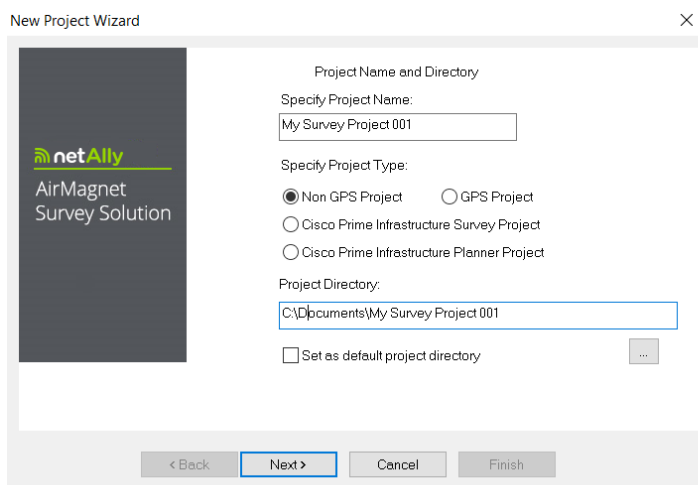 New Project Wizard
Project Name and Directory
Specify Project Name:
My Survey Project 001
netAlly
AirMagnet
Survey Solution
Specify Project Type:
Non GPS Project GPS Project
Cisco Prime Infrastructure Survey Project
Cisco Prime Infrastructure Planner Project
Project Directory:
C:\Documents\My Survey Project 001
Set as default project directory ...
< Back Next > Cancel Finish